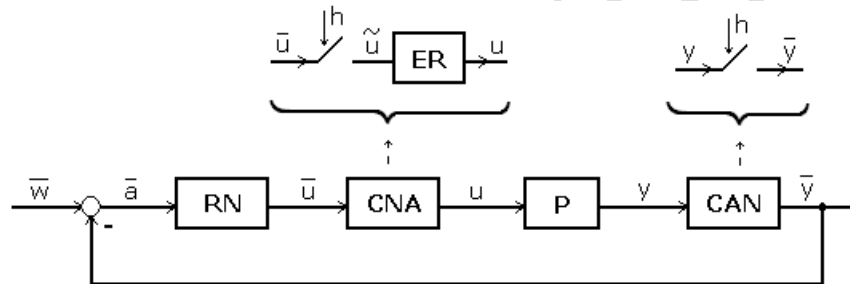 h h
ū ũ ER u y ȳ
w̄ ā RN ū CNA u P y CAN ȳ
-